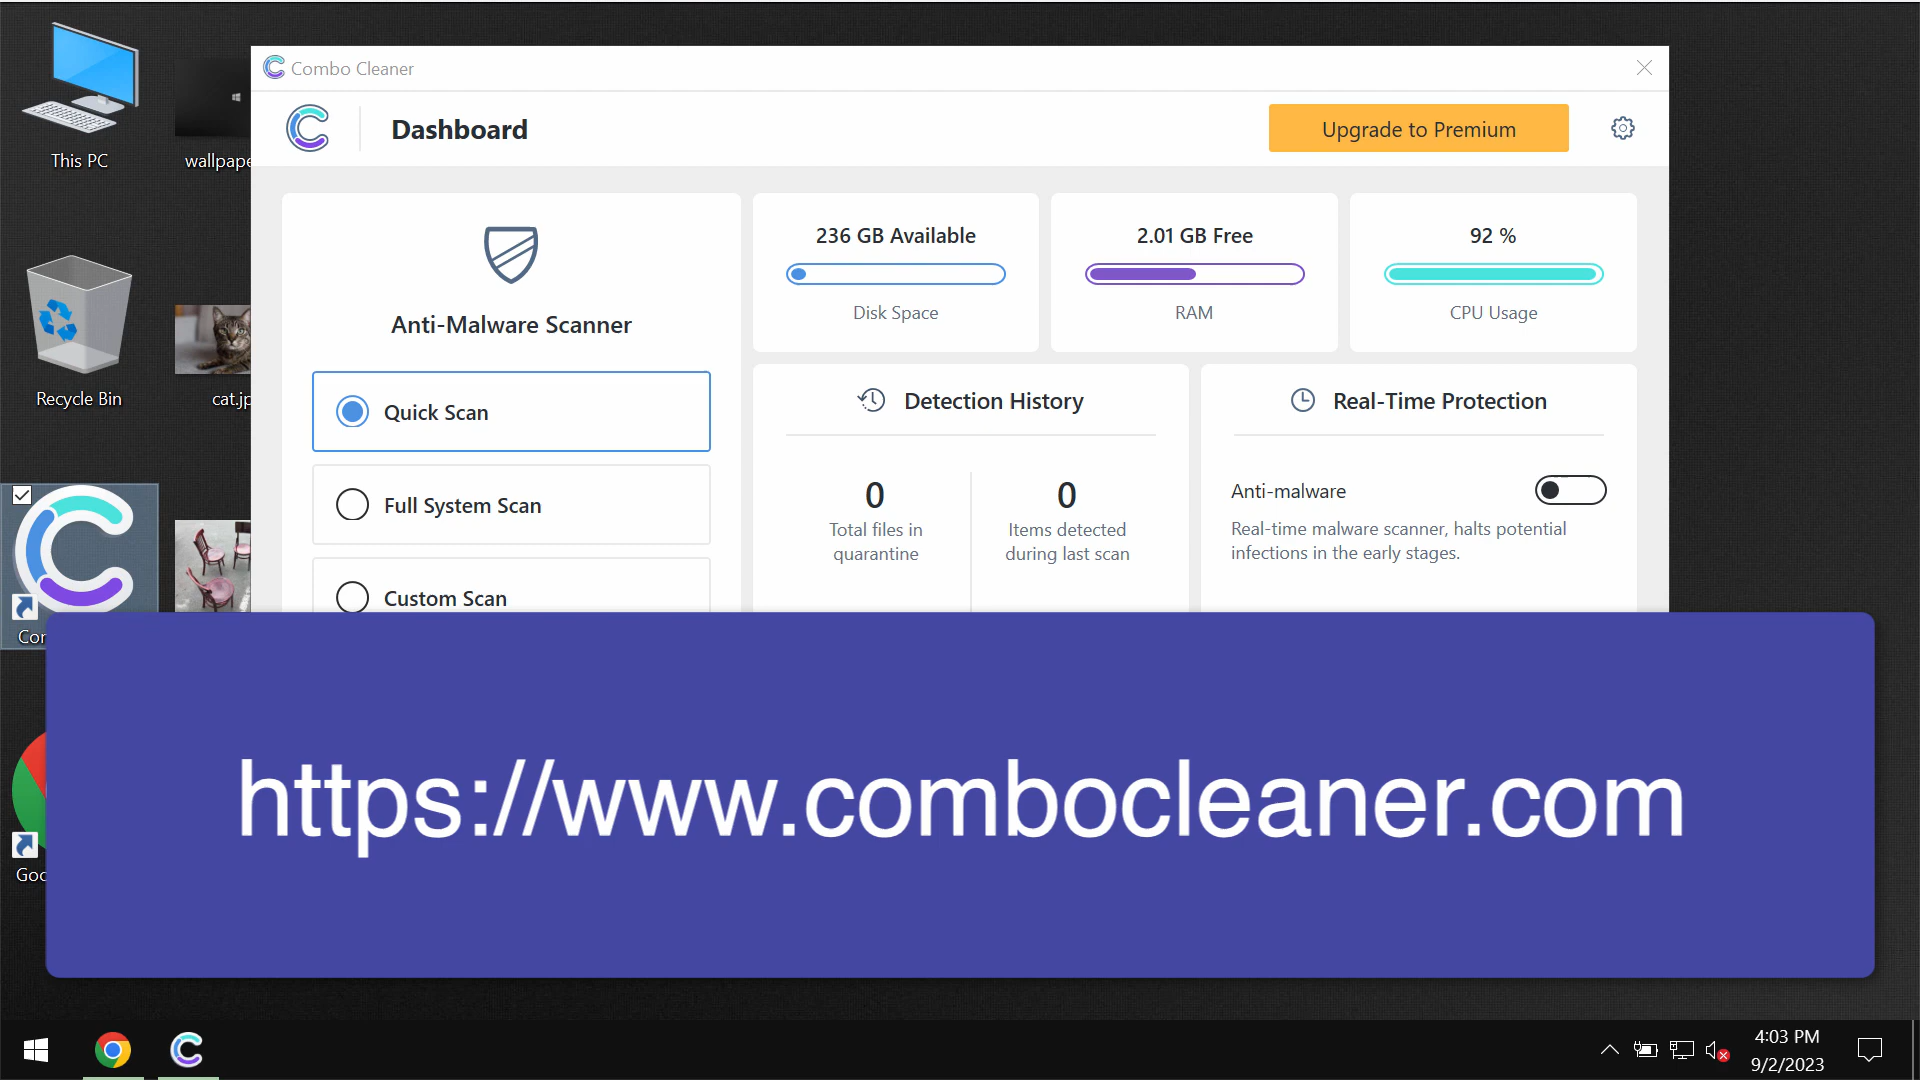 This PC
wallpape
Recycle Bin
cat.jp
Cor
Goo
Combo Cleaner
Dashboard
Upgrade to Premium
Anti-Malware Scanner
Quick Scan
Full System Scan
Custom Scan
236 GB Available
Disk Space
2.01 GB Free
RAM
92 %
CPU Usage
Detection History
0
Total files in
quarantine
0
Items detected
during last scan
Real-Time Protection
Anti-malware
Real-time malware scanner, halts potential
infections in the early stages.
https://www.combocleaner.com
4:03 PM
9/2/2023